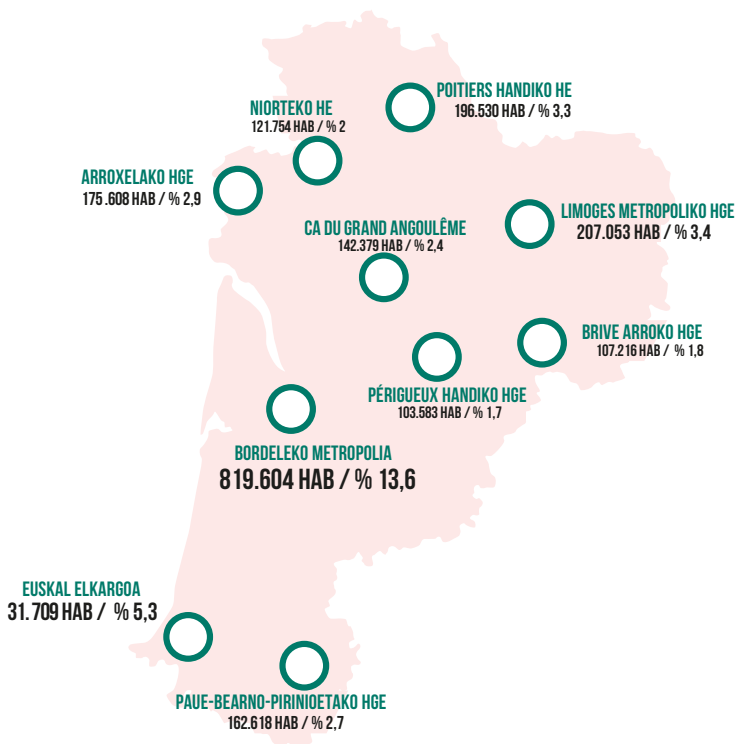 POITIERS HANDIKO HE
196.530 HAB / % 3,3
NIORTEKO HE
121.754 HAB / % 2
ARROXELAKO HGE
175.608 HAB / % 2,9
LIMOGES METROPOLIKO HGE
207.053 HAB / % 3,4
CA DU GRAND ANGOULÊME
142.379 HAB / % 2,4
BRIVE ARROKO HGE
107.216 HAB / % 1,8
PÉRIGUEUX HANDIKO HGE
103.583 HAB / % 1,7
BORDELEKO METROPOLIA
819.604 HAB / % 13,6
EUSKAL ELKARGOA
31.709 HAB / % 5,3
PAUE-BEARNO-PIRINIOETAKO HGE
162.618 HAB / % 2,7